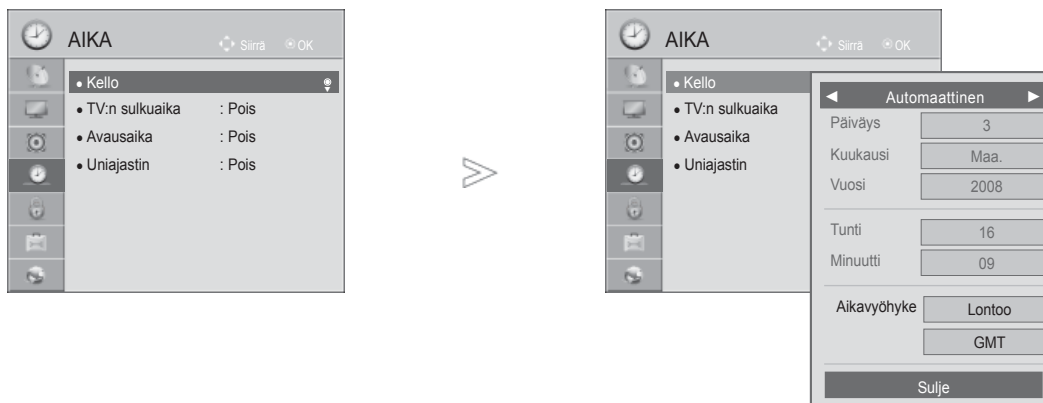 AIKA
Siirrä OK
• Kello
• TV:n sulkuaika : Pois
• Avausaika : Pois
• Uniajastin : Pois
AIKA
Siirrä OK
• Kello
• TV:n sulkuaika
• Avausaika
• Uniajastin
◄ Automaattinen ►
Päiväys 3
Kuukausi Maa.
Vuosi 2008
Tunti 16
Minuutti 09
Aikavyöhyke Lontoo
GMT
Sulje